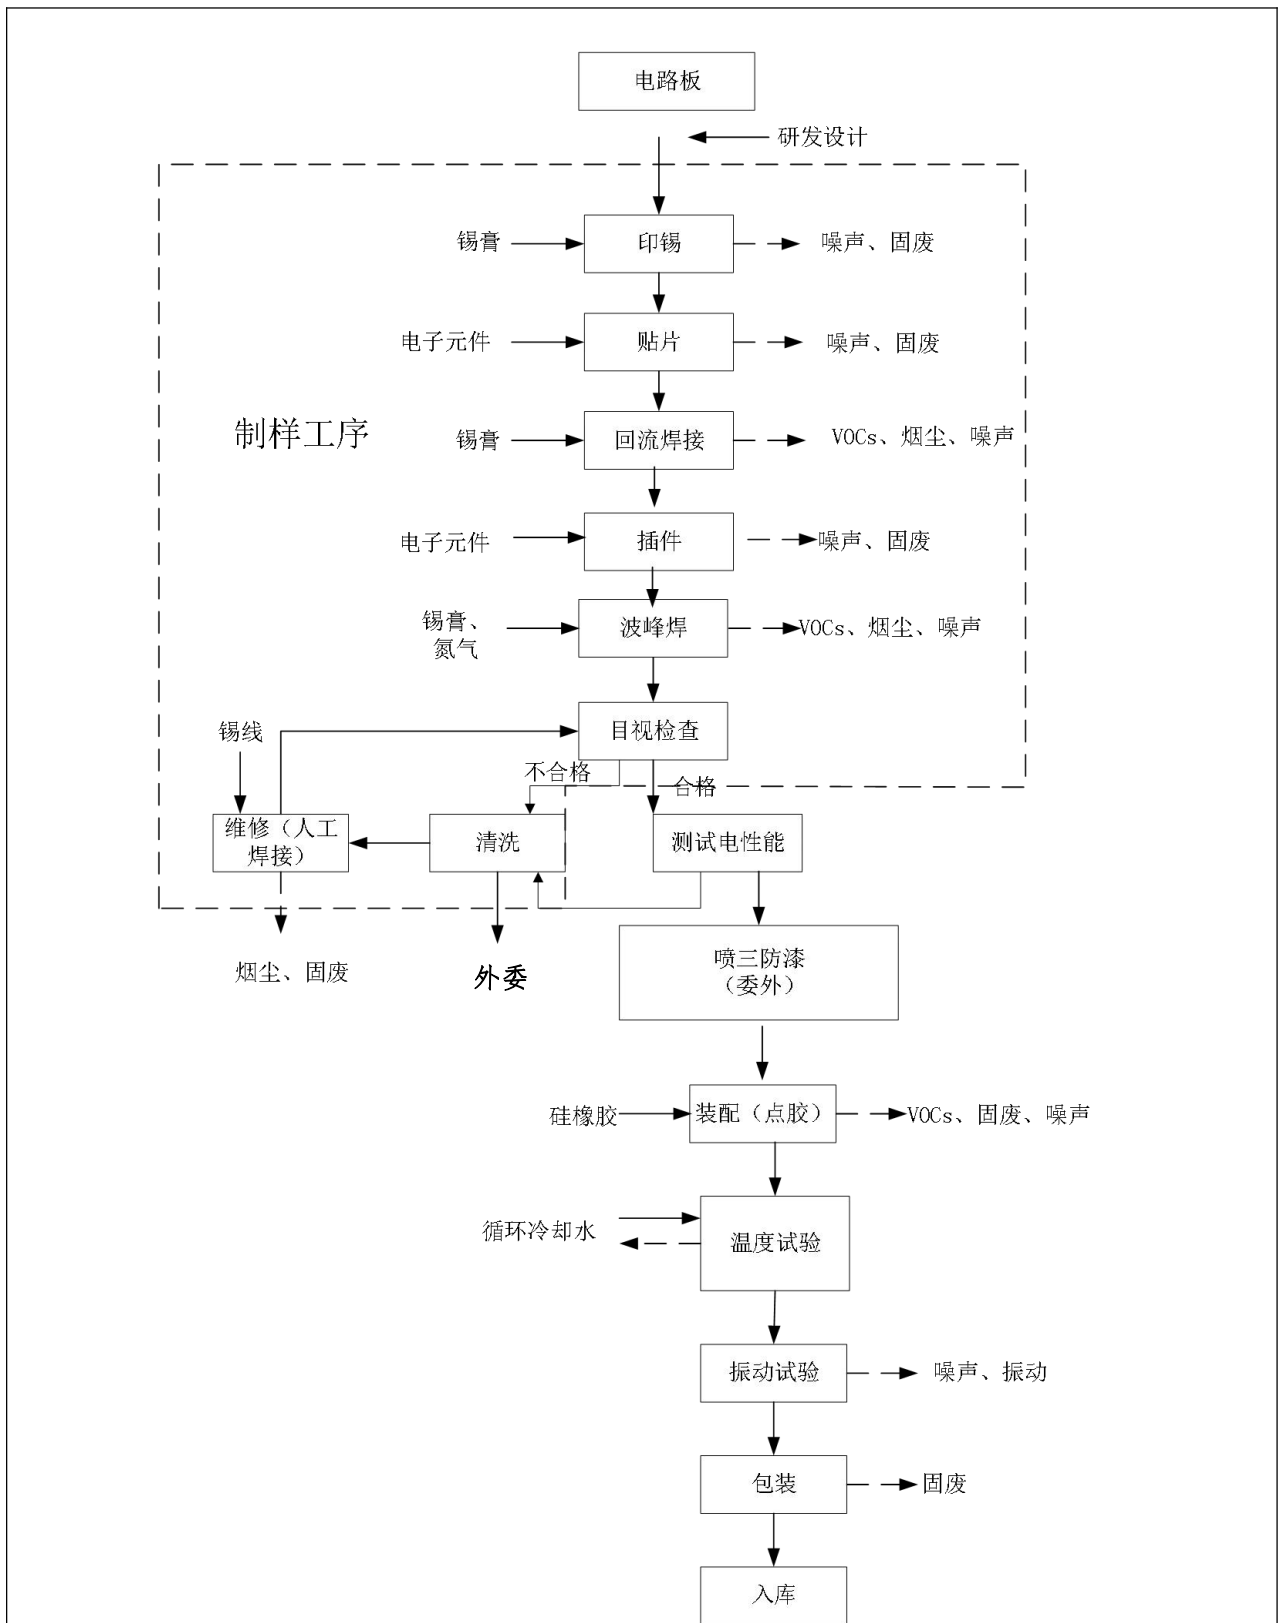 电路板
研发设计
锡膏
印锡
噪声、固废
电子元件
贴片
噪声、固废
制样工序
锡膏
回流焊接
VOCs、烟尘、噪声
电子元件
插件
噪声、固废
锡膏、
氮气
波峰焊
VOCs、烟尘、噪声
锡线
目视检查
不合格
合格
维修（人工
焊接）
清洗
测试电性能
烟尘、固废
外委
喷三防漆
（委外）
硅橡胶
装配（点胶）
VOCs、固废、噪声
循环冷却水
温度试验
振动试验
噪声、振动
包装
固废
入库